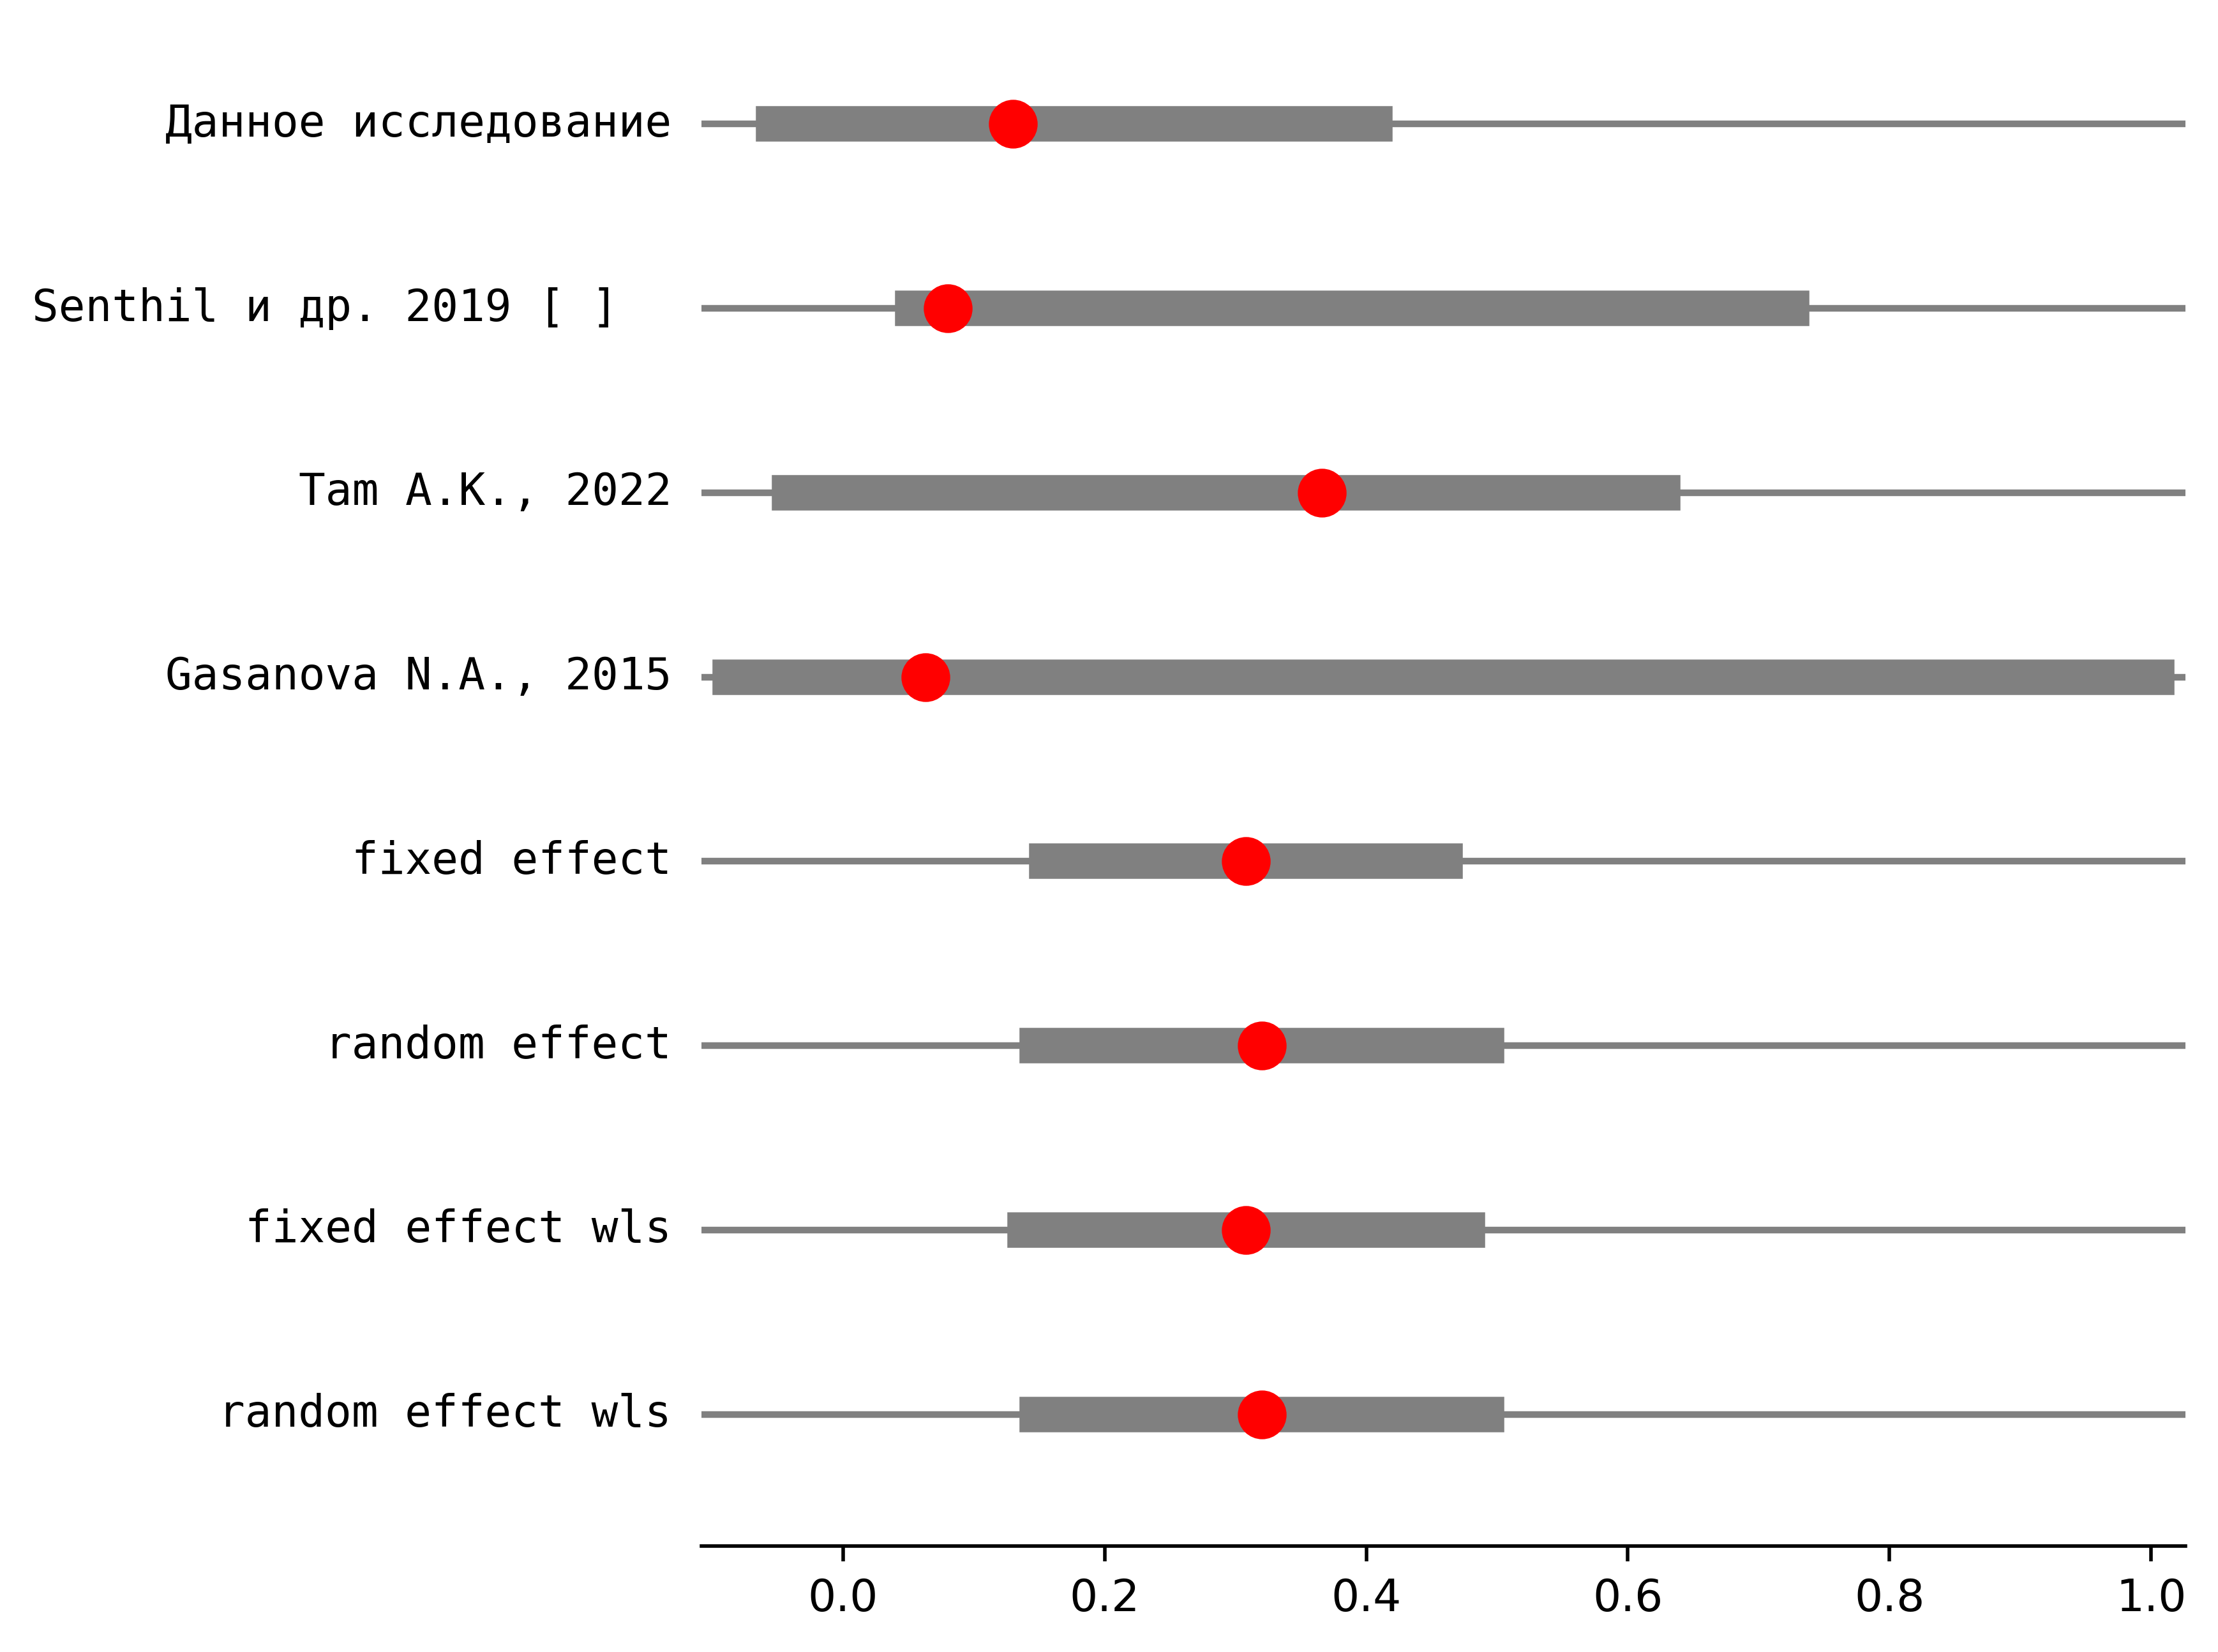 Данное исследование
Senthil и др. 2019 [ ]
Tam A.K., 2022
Gasanova N.A., 2015
fixed effect
random effect
fixed effect wls
random effect wls
0.0 0.2 0.4 0.6 0.8 1.0